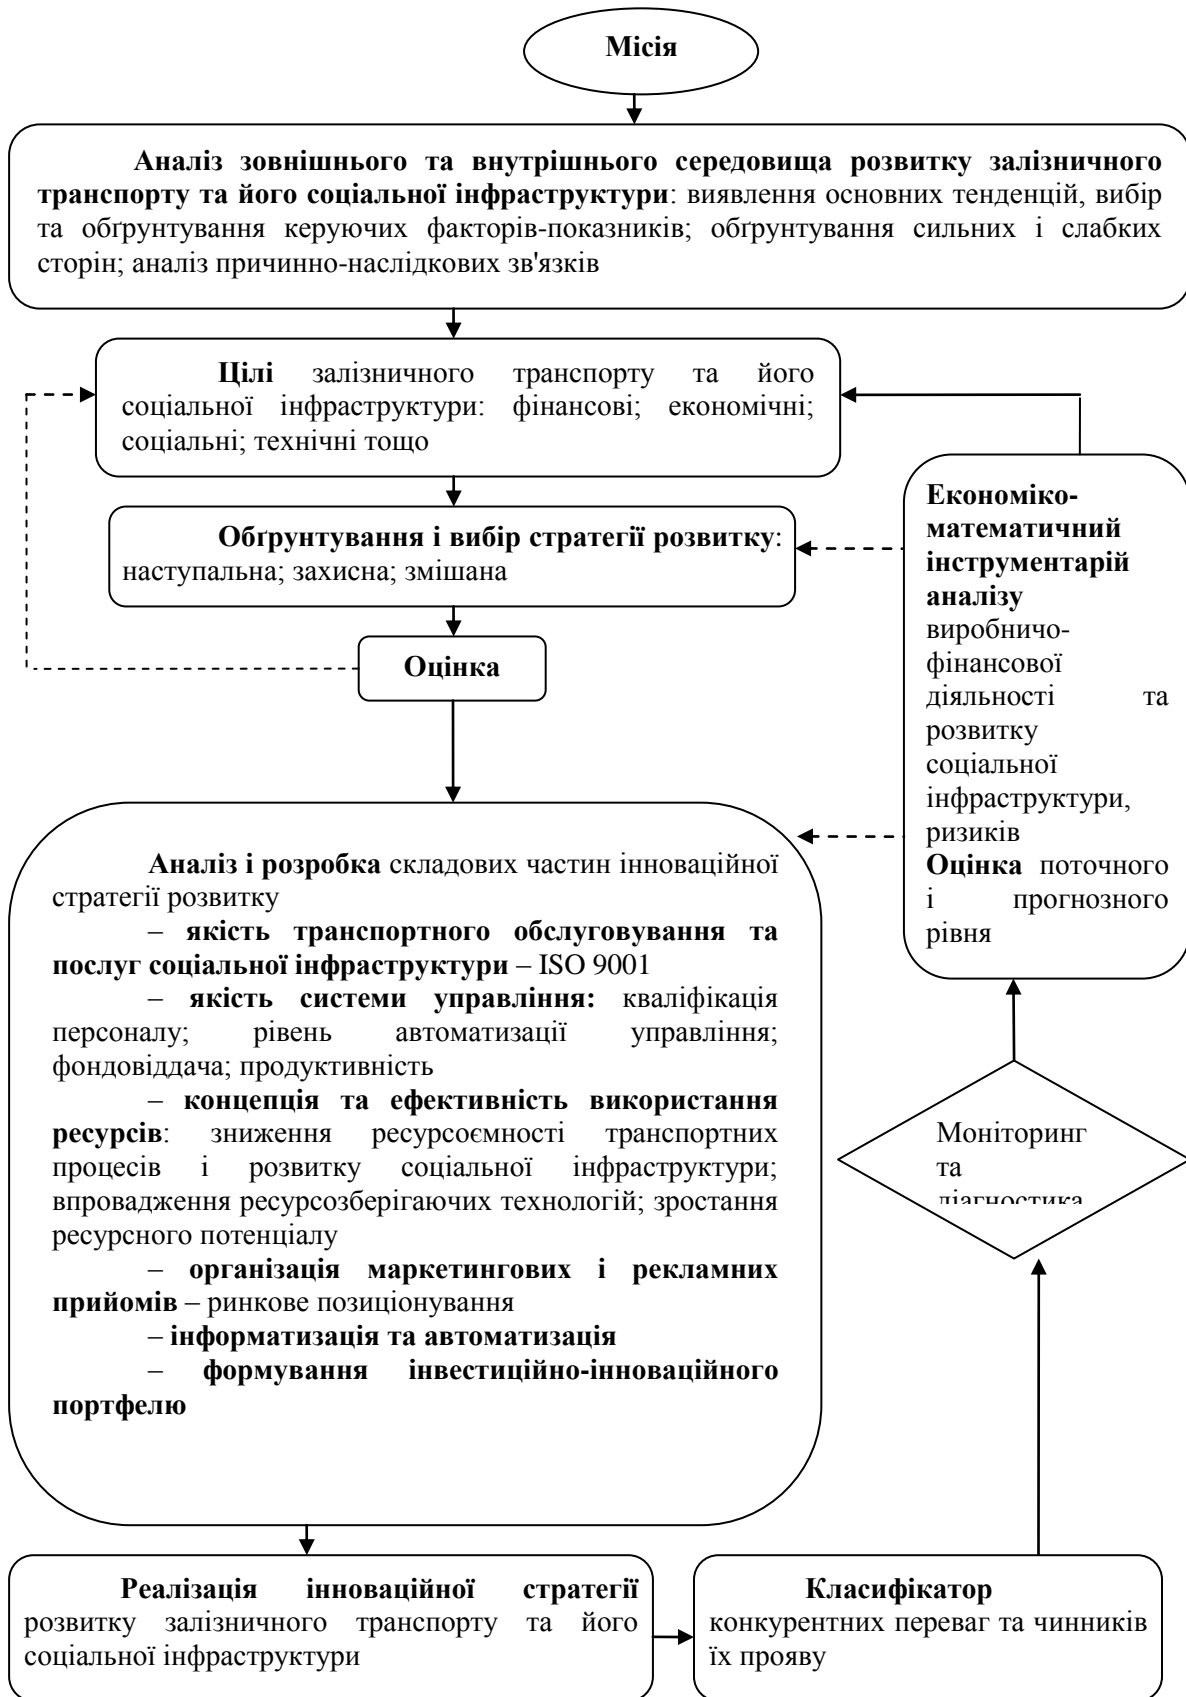 Місія
Аналіз зовнішнього та внутрішнього середовища розвитку залізничного
транспорту та його соціальної інфраструктури: виявлення основних тенденцій, вибір
та обґрунтування керуючих факторів-показників; обґрунтування сильних і слабких
сторін; аналіз причинно-наслідкових зв'язків
Цілі залізничного транспорту та його
соціальної інфраструктури: фінансові; економічні;
соціальні; технічні тощо
Обґрунтування і вибір стратегії розвитку:
наступальна; захисна; змішана
Оцінка
Економіко-
математичний
інструментарій
аналізу
виробничо-
фінансової
діяльності та
розвитку
соціальної
інфраструктури,
ризиків
Оцінка поточного
і прогнозного
рівня
Аналіз і розробка складових частин інноваційної
стратегії розвитку
– якість транспортного обслуговування та
послуг соціальної інфраструктури – ISO 9001
– якість системи управління: кваліфікація
персоналу; рівень автоматизації управління;
фондовіддача; продуктивність
– концепція та ефективність використання
ресурсів: зниження ресурсоємності транспортних
процесів і розвитку соціальної інфраструктури;
впровадження ресурсозберігаючих технологій; зростання
ресурсного потенціалу
– організація маркетингових і рекламних
прийомів – ринкове позиціонування
– інформатизація та автоматизація
– формування інвестиційно-інноваційного
портфелю
Моніторинг
та
діагностика
Реалізація інноваційної стратегії
розвитку залізничного транспорту та його
соціальної інфраструктури
Класифікатор
конкурентних переваг та чинників
їх прояву